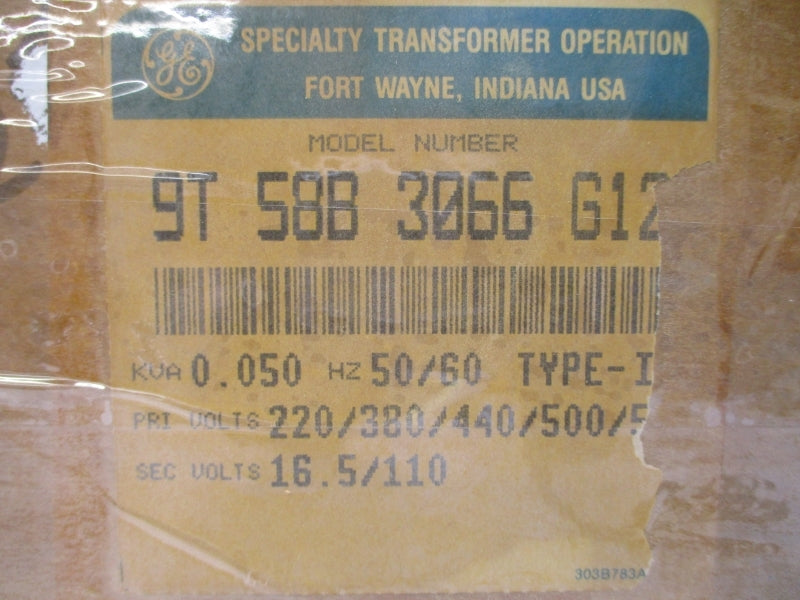 GE SPECIALTY TRANSFORMER OPERATION
FORT WAYNE, INDIANA USA
MODEL NUMBER
9T 58B 3066 G12
KVA 0.050 HZ 50/60 TYPE-I
PRI VOLTS 220/380/440/500/5
SEC VOLTS 16.5/110
303B783A